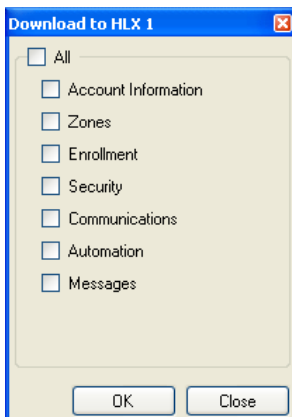 Download to HLX 1
All
Account Information
Zones
Enrollment
Security
Communications
Automation
Messages
OK Close